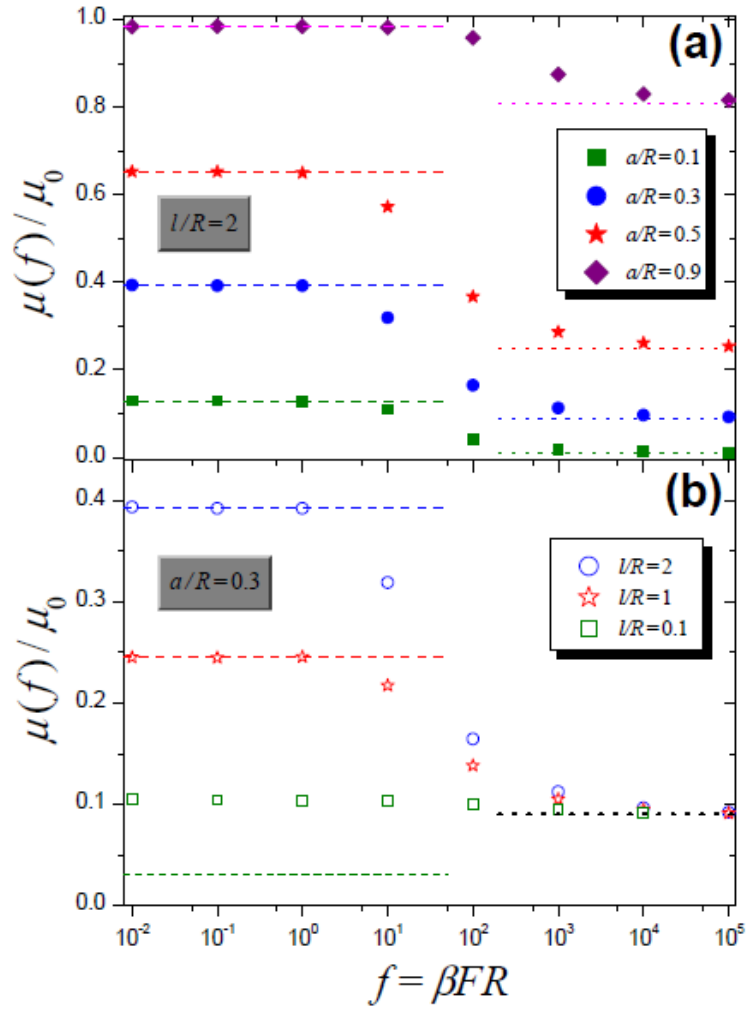 (a)
1.0
0.8
0.6
0.4
0.2
0.0
μ(f)/μ₀
l/R=2
a/R=0.1
a/R=0.3
a/R=0.5
a/R=0.9
(b)
0.4
0.3
0.2
0.1
0.0
μ(f)/μ₀
a/R=0.3
l/R=2
l/R=1
l/R=0.1
10⁻² 10⁻¹ 10⁰ 10¹ 10² 10³ 10⁴ 10⁵
f=βFR